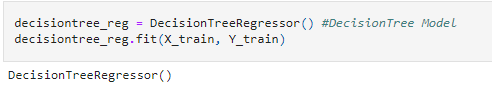 decisiontree_reg = DecisionTreeRegressor() #DecisionTree Model
decisiontree_reg.fit(X_train, Y_train)
DecisionTreeRegressor()